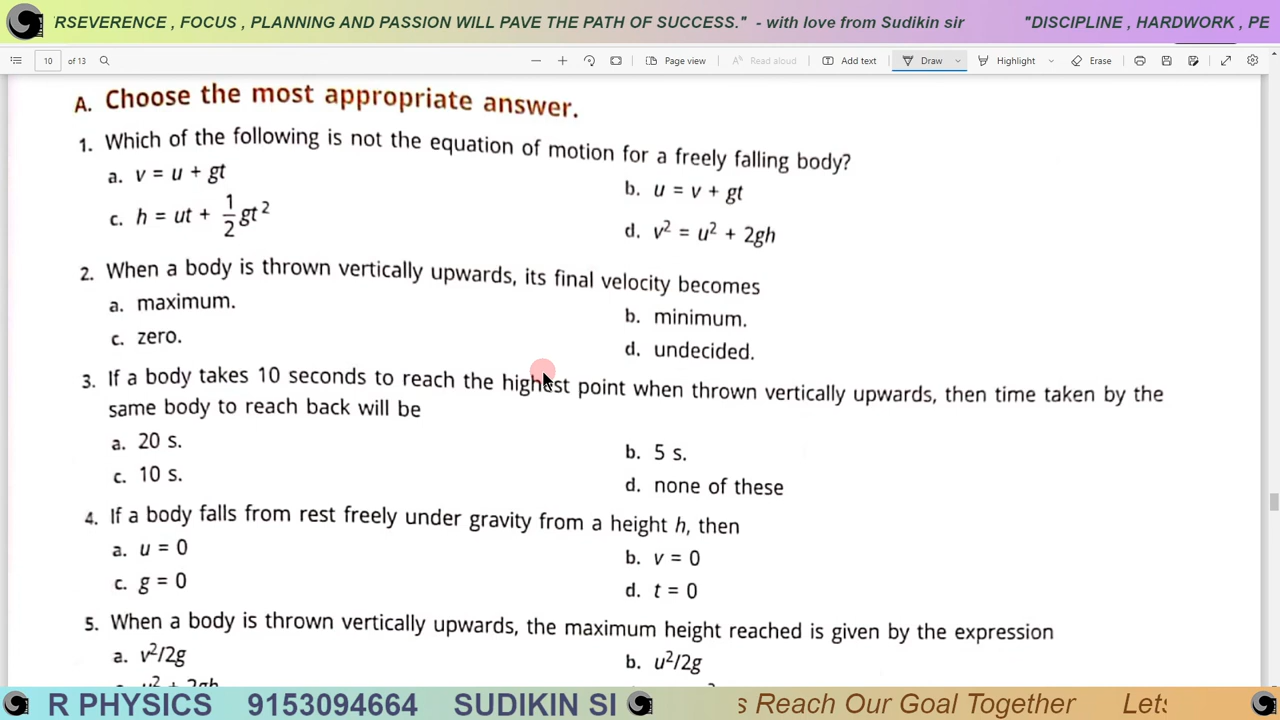 'RSEVERENCE , FOCUS , PLANNING AND PASSION WILL PAVE THE PATH OF SUCCESS." - with love from Sudikin sir "DISCIPLINE , HARDWORK , PE
10 of 13 Page view Read aloud Add text Draw Highlight Erase
A. Choose the most appropriate answer.
1. Which of the following is not the equation of motion for a freely falling body?
a. v = u + gt
b. u = v + gt
c. h = ut + 1/2 gt²
d. v² = u² + 2gh
2. When a body is thrown vertically upwards, its final velocity becomes
a. maximum.
b. minimum.
c. zero.
d. undecided.
3. If a body takes 10 seconds to reach the highest point when thrown vertically upwards, then time taken by the
same body to reach back will be
a. 20 s.
b. 5 s.
c. 10 s.
d. none of these
4. If a body falls from rest freely under gravity from a height h, then
a. u = 0
b. v = 0
c. g = 0
d. t = 0
5. When a body is thrown vertically upwards, the maximum height reached is given by the expression
a. v²/2g
b. u²/2g
R PHYSICS 9153094664 SUDIKIN SI s Reach Our Goal Together Lets